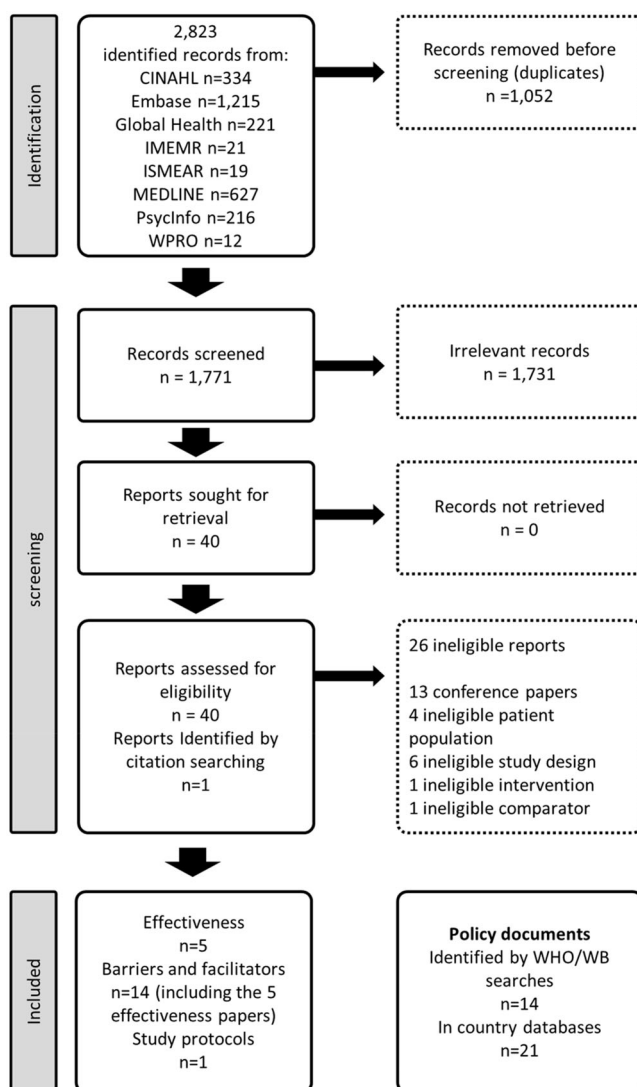 Identification
2,823
identified records from:
CINAHL n=334
Embase n=1,215
Global Health n=221
IMEMR n=21
ISMEAR n=19
MEDLINE n=627
PsycInfo n=216
WPRO n=12
Records removed before
screening (duplicates)
n =1,052
screening
Records screened
n = 1,771
Irrelevant records
n = 1,731
Reports sought for
retrieval
n = 40
Records not retrieved
n = 0
Reports assessed for
eligibility
n = 40
Reports Identified by
citation searching
n=1
26 ineligible reports
13 conference papers
4 ineligible patient
population
6 ineligible study design
1 ineligible intervention
1 ineligible comparator
Included
Effectiveness
n=5
Barriers and facilitators
n=14 (including the 5
effectiveness papers)
Study protocols
n=1
Policy documents
Identified by WHO/WB
searches
n=14
In country databases
n=21